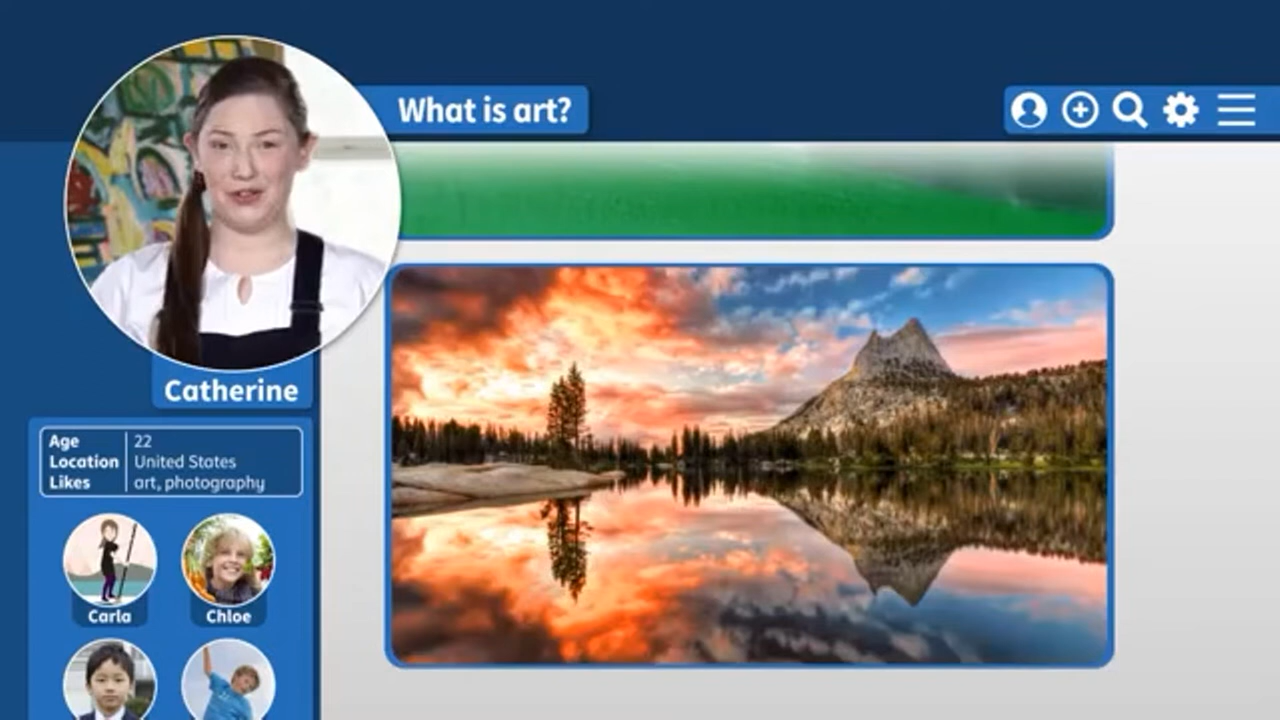 What is art?
Catherine
Age 22
Location United States
Likes art, photography
Carla
Chloe